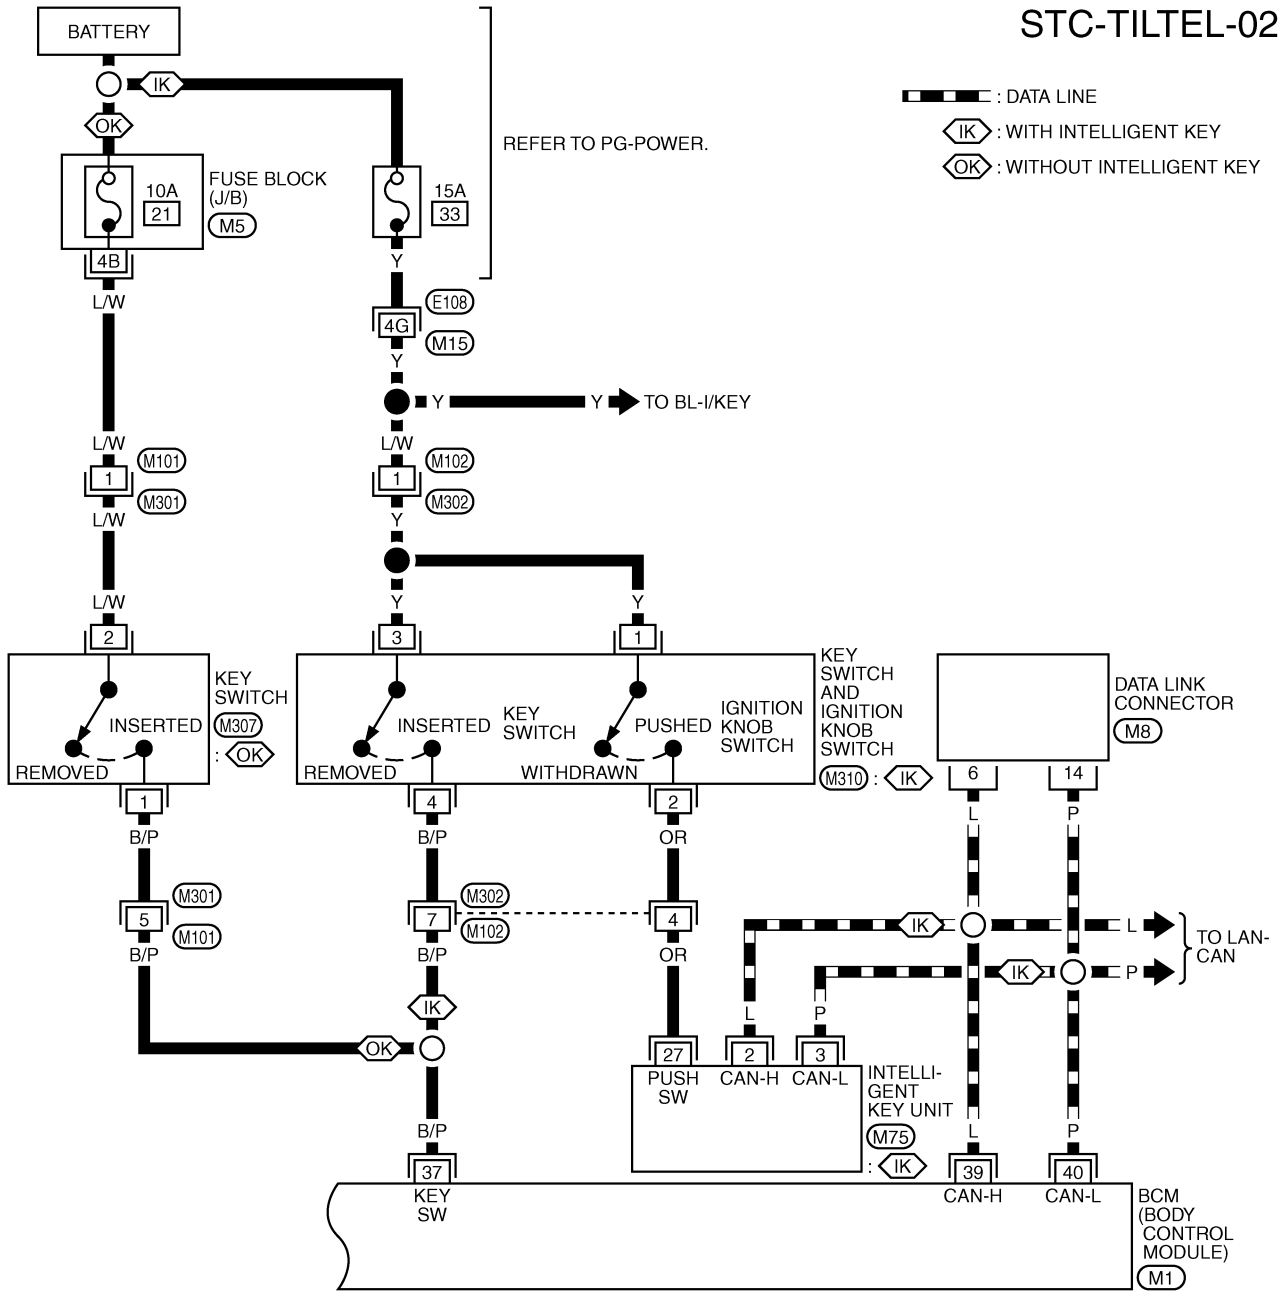 STC-TILTEL-02
BATTERY
IK
OK
: DATA LINE
IK : WITH INTELLIGENT KEY
OK : WITHOUT INTELLIGENT KEY
REFER TO PG-POWER.
10A
21
FUSE BLOCK
(J/B)
M5
15A
33
4B
Y
L/W
E108
4G
M15
Y
Y
Y
TO BL-I/KEY
L/W
L/W
M101
M102
1
1
M301
M302
L/W
Y
L/W
Y
Y
2
3
1
KEY
SWITCH
M307
: OK
INSERTED
REMOVED
INSERTED
REMOVED
KEY
SWITCH
PUSHED
WITHDRAWN
IGNITION
KNOB
SWITCH
KEY
SWITCH
AND
IGNITION
KNOB
SWITCH
M310 : IK
DATA LINK
CONNECTOR
M8
6
14
1
4
2
L
P
B/P
B/P
OR
M301
M302
5
7
4
M101
M102
B/P
B/P
OR
IK
L
TO LAN-
CAN
IK
P
IK
OK
L
P
27
2
3
PUSH
SW
CAN-H
CAN-L
INTELLI-
GENT
KEY UNIT
M75
: IK
B/P
L
P
37
39
40
KEY
SW
CAN-H
CAN-L
BCM
(BODY
CONTROL
MODULE)
M1